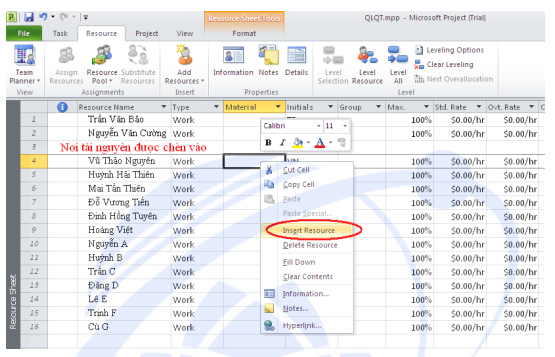 Resource Sheet Tools
QLQT.mpp - Microsoft Project (Trial)
File Task Resource Project View Format
Team Planner
Assign Resources
Resource Pool
Substitute Resources
Add Resources
Information Notes Details
Level Selection
Level Resource
Level All
Leveling Options
Clear Leveling
Next Overallocation
View Assignments Insert Properties Level
Resource Name Type Material Initials Group Max. Std. Rate Ovt. Rate
1 Trần Văn Bảo Work 100% $0.00/hr $0.00/hr
2 Nguyễn Văn Cường Work 100% $0.00/hr $0.00/hr
Nơi tài nguyên được chèn vào
4 Vũ Thảo Nguyên Work 100% $0.00/hr $0.00/hr
5 Huỳnh Hải Thiên Work 100% $0.00/hr $0.00/hr
6 Mai Tấn Thiên Work 100% $0.00/hr $0.00/hr
7 Đỗ Vương Tiến Work 100% $0.00/hr $0.00/hr
8 Đinh Hồng Tuyên Work 100% $0.00/hr $0.00/hr
9 Hoàng Việt Work 100% $0.00/hr $0.00/hr
10 Nguyễn A Work 100% $0.00/hr $0.00/hr
11 Huỳnh B Work 100% $0.00/hr $0.00/hr
12 Trần C Work 100% $0.00/hr $0.00/hr
13 Đặng D Work 100% $0.00/hr $0.00/hr
14 Lê E Work 100% $0.00/hr $0.00/hr
15 Trịnh F Work 100% $0.00/hr $0.00/hr
16 Cù G Work 100% $0.00/hr $0.00/hr
Calibri 11
B I A
Cut Cell
Copy Cell
Paste
Paste Special...
Insert Resource
Delete Resource
Fill Down
Clear Contents
Information...
Notes...
Hyperlink...
Resource Sheet